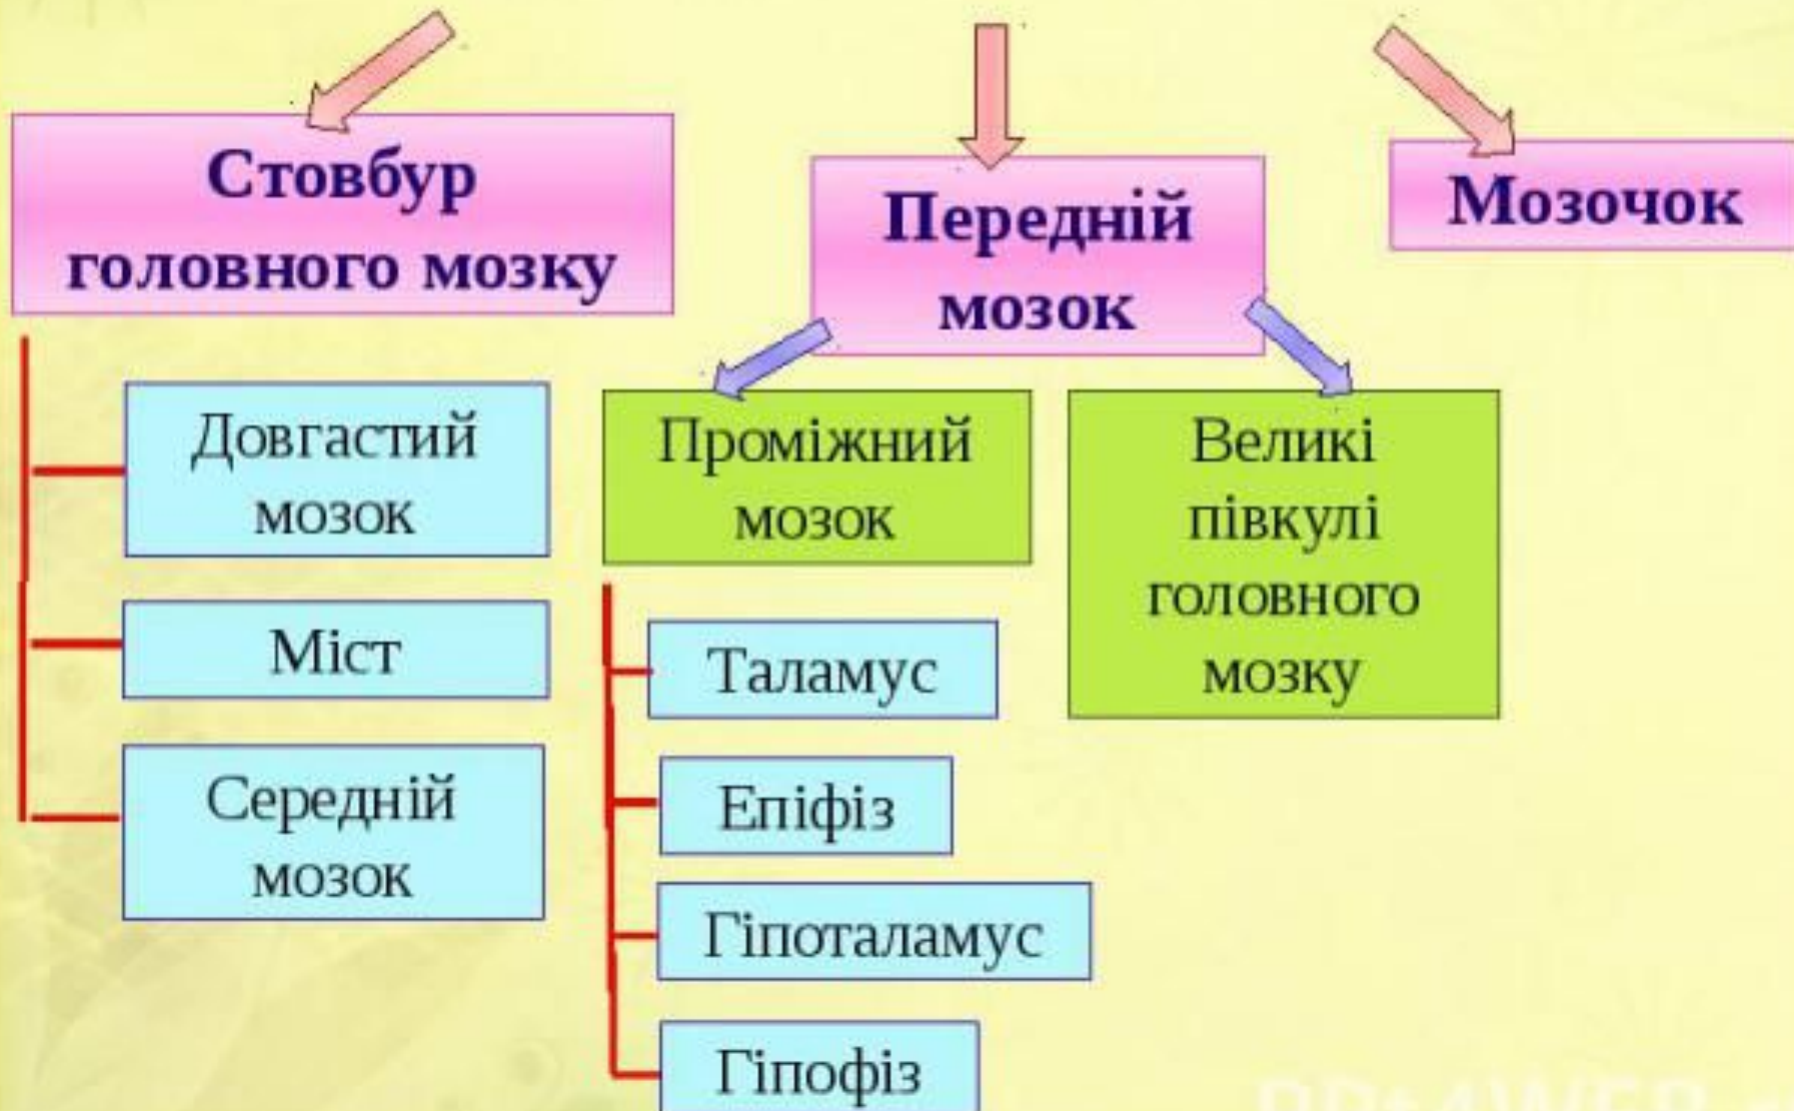 Стовбур
головного мозку
Передній
мозок
Мозочок
Довгастий
мозок
Міст
Середній
мозок
Проміжний
мозок
Таламус
Епіфіз
Гіпоталамус
Гіпофіз
Великі
півкулі
головного
мозку